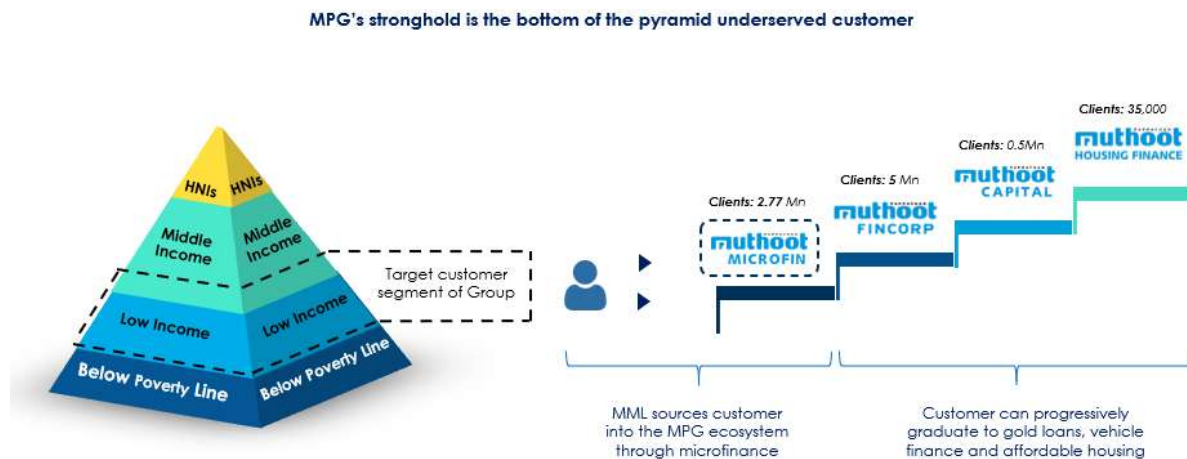 MPG's stronghold is the bottom of the pyramid underserved customer
HNIs
HNIs
Middle
Income
Middle
Income
Low Income
Low Income
Below Poverty Line
Below Poverty Line
Target customer
segment of Group
Clients: 2.77 Mn
muthoot
MICROFIN
Clients: 5 Mn
muthoot
FINCORP
Clients: 0.5Mn
muthoot
CAPITAL
Clients: 35,000
muthoot
HOUSING FINANCE
MML sources customer
into the MPG ecosystem
through microfinance
Customer can progressively
graduate to gold loans, vehicle
finance and affordable housing